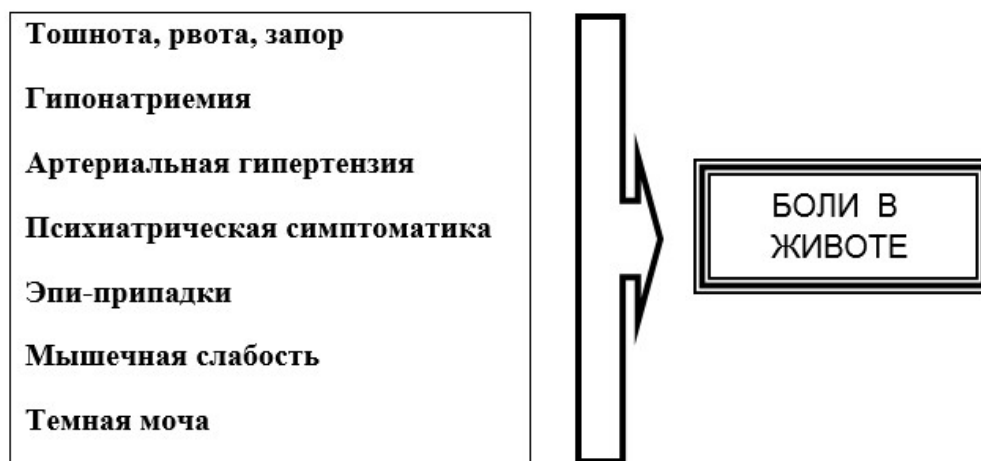 Тошнота, рвота, запор
Гипонатриемия
Артериальная гипертензия
Психиатрическая симптоматика
Эпи-припадки
Мышечная слабость
Темная моча
БОЛИ В
ЖИВОТЕ